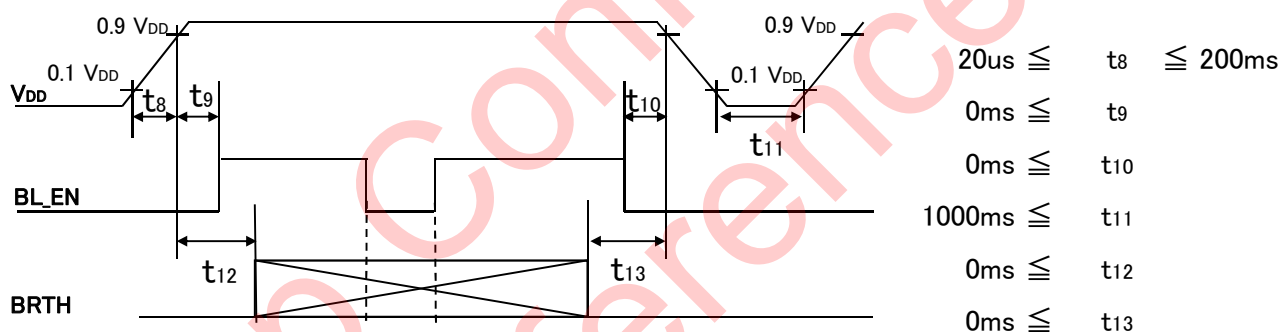 0.9 VDD
0.9 VDD
20us ≦ t8 ≦ 200ms
0.1 VDD
0.1 VDD
VDD
t8
t9
t10
0ms ≦ t9
t11
0ms ≦ t10
BL_EN
1000ms ≦ t11
t12
t13
0ms ≦ t12
BRTH
0ms ≦ t13